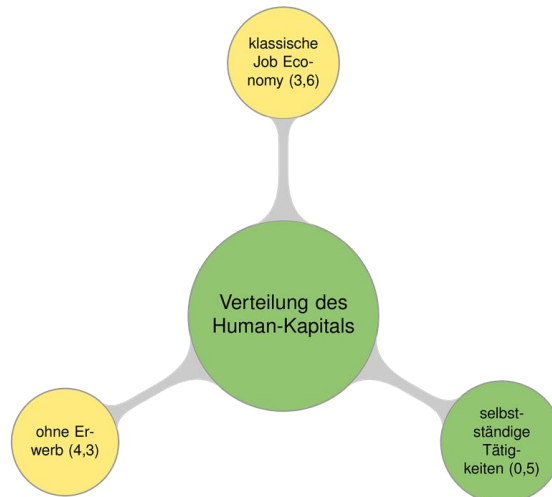 klassische
Job Eco-
nomy (3,6)
Verteilung des
Human-Kapitals
ohne Er-
werb (4,3)
selbst-
ständige
Tätig-
keiten (0,5)